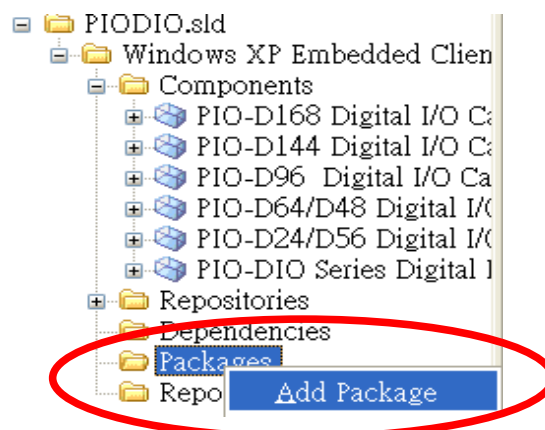 PIODIO.sld
Windows XP Embedded Clien
Components
PIO-D168 Digital I/O Ca
PIO-D144 Digital I/O Ca
PIO-D96 Digital I/O Ca
PIO-D64/D48 Digital I/O
PIO-D24/D56 Digital I/O
PIO-DIO Series Digital I
Repositories
Dependencies
Packages
Repo Add Package